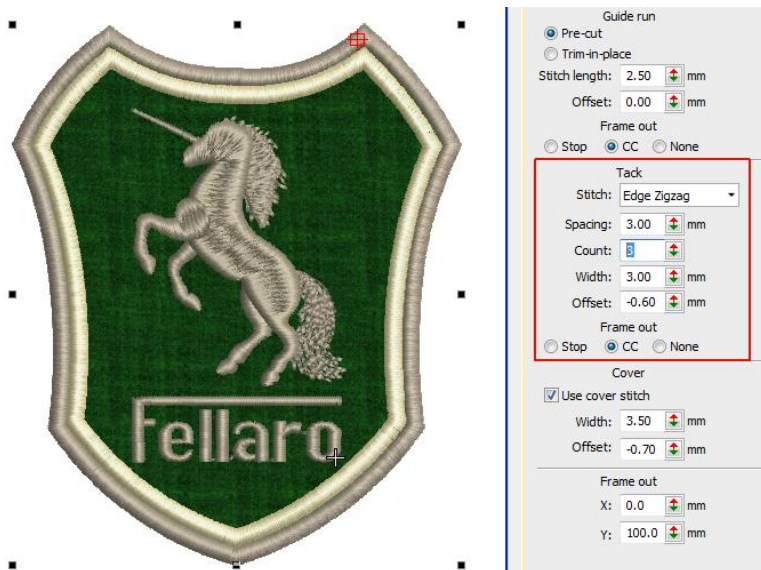 Fellaro
Guide run
Pre-cut
Trim-in-place
Stitch length: 2.50 mm
Offset: 0.00 mm
Frame out
Stop CC None
Tack
Stitch: Edge Zigzag
Spacing: 3.00 mm
Count: 3
Width: 3.00 mm
Offset: -0.60 mm
Frame out
Stop CC None
Cover
Use cover stitch
Width: 3.50 mm
Offset: -0.70 mm
Frame out
X: 0.0 mm
Y: 100.0 mm